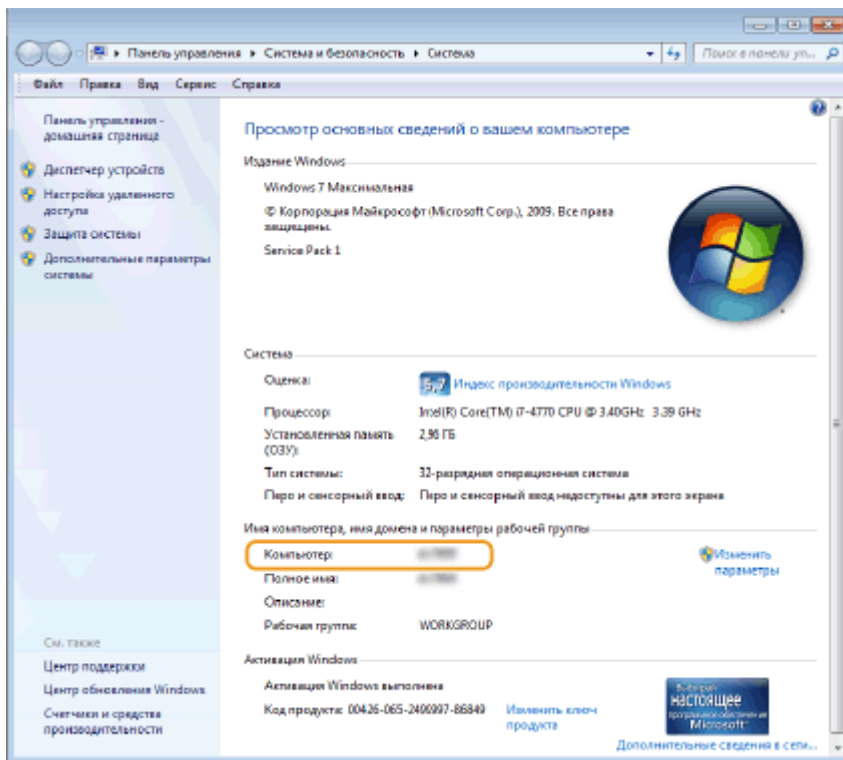 Панель управления ▸ Система и безопасность ▸ Система
Поиск в панели уп...
Файл Правка Вид Сервис Справка
Панель управления -
домашняя страница
Диспетчер устройств
Настройка удаленного
доступа
Защита системы
Дополнительные параметры
системы
См. также
Центр поддержки
Центр обновления Windows
Счетчики и средства
производительности
Просмотр основных сведений о вашем компьютере
Издание Windows
Windows 7 Максимальная
© Корпорация Майкрософт (Microsoft Corp.), 2009. Все права
защищены.
Service Pack 1
Система
Оценка: 5,7 Индекс производительности Windows
Процессор: Intel(R) Core(TM) i7-4770 CPU @ 3.40GHz 3.39 GHz
Установленная память 2,96 ГБ
(ОЗУ):
Тип системы: 32-разрядная операционная система
Перо и сенсорный ввод: Перо и сенсорный ввод недоступны для этого экрана
Имя компьютера, имя домена и параметры рабочей группы
Компьютер: Изменить
параметры
Полное имя:
Описание:
Рабочая группа: WORKGROUP
Активация Windows
Активация Windows выполнена
Код продукта: 00426-065-2400997-86849 Изменить ключ
продукта
Выбирай
настоящее
программное обеспечение
Microsoft
Дополнительные сведения в сети...